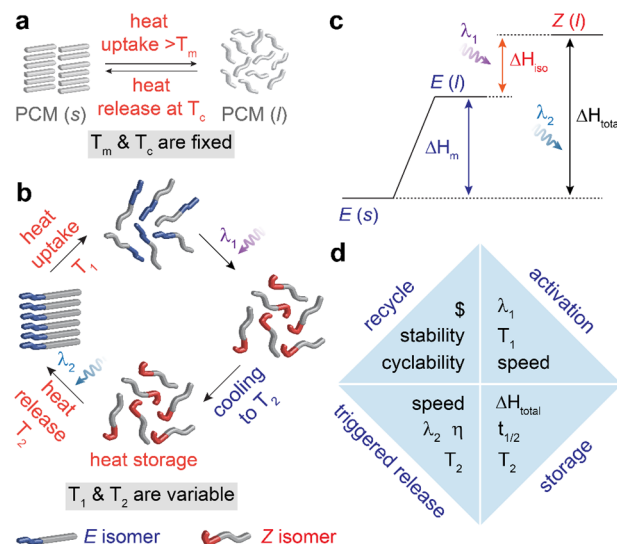 a
heat
uptake >Tm
heat
release at Tc
PCM (s)
PCM (l)
Tm & Tc are fixed
b
heat
uptake
T1
λ1
cooling
to T2
heat storage
λ2
heat
release
T2
T1 & T2 are variable
E isomer
Z isomer
c
Z (l)
λ1
ΔHiso
E (l)
λ2
ΔHtotal
ΔHm
E (s)
d
recycle
$
stability
cyclability
activation
λ1
T1
speed
triggered release
speed
λ2 η
T2
storage
ΔHtotal
t1/2
T2